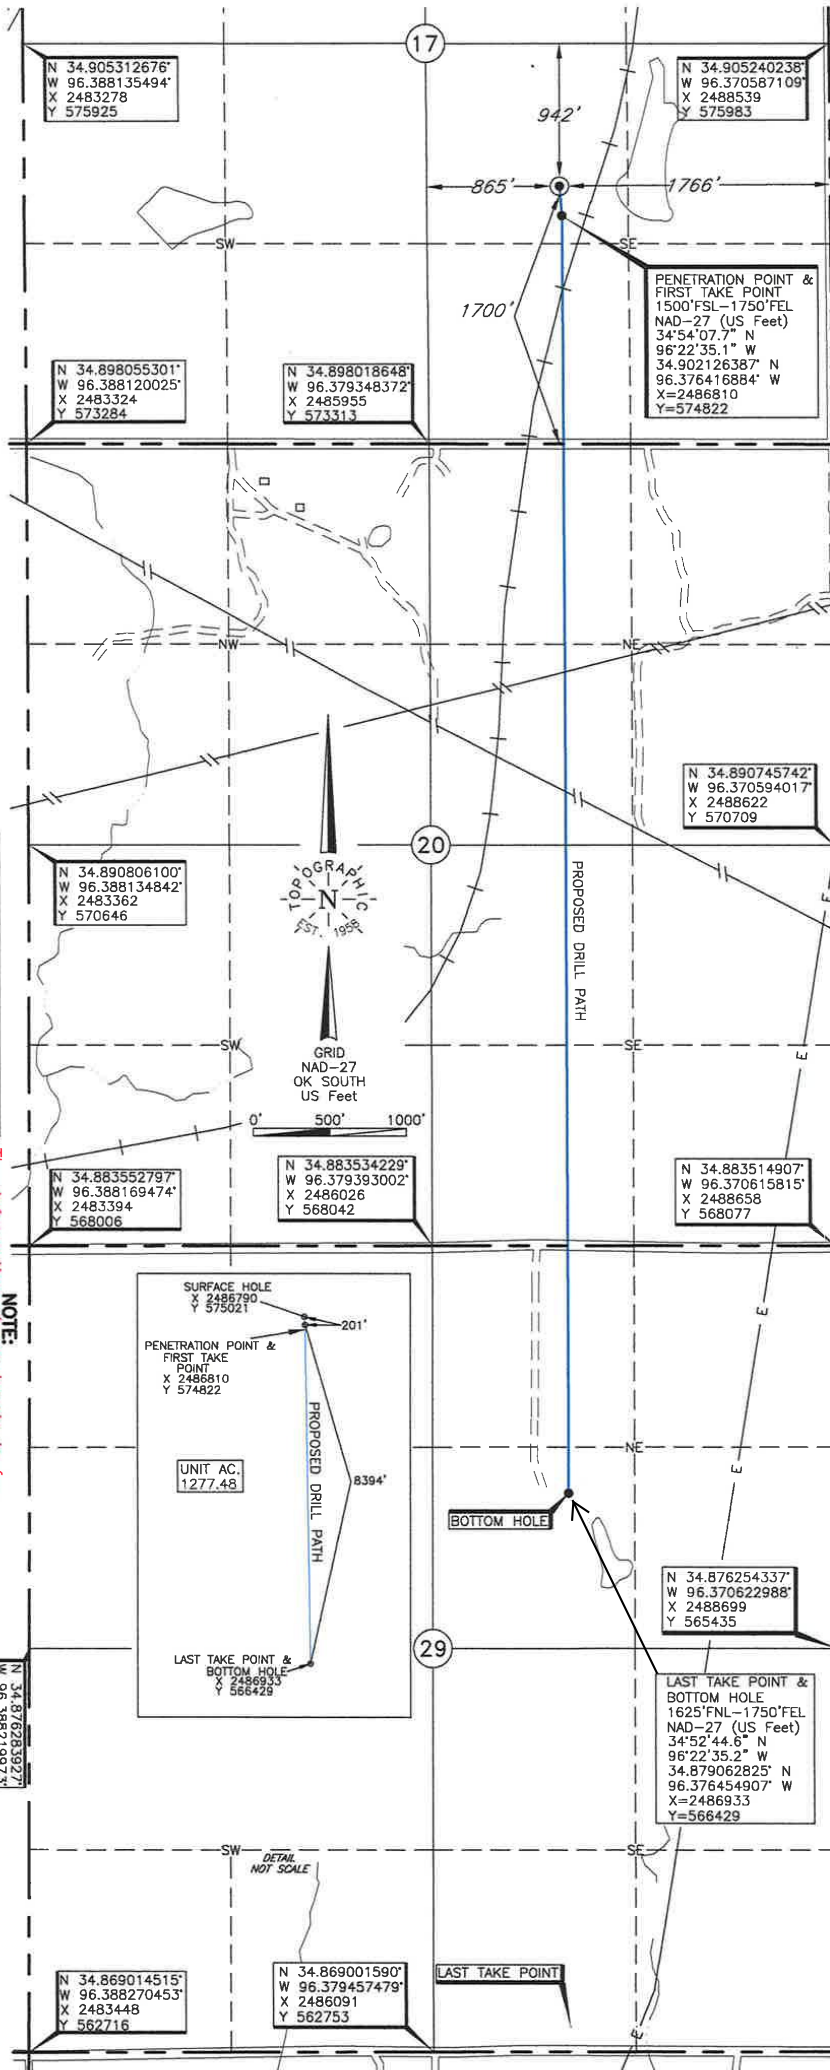 17
N 34.905312676°
W 96.388135494°
X 2483278
Y 575925
N 34.905240238°
W 96.370587109°
X 2488539
Y 575983
942'
865'
1766'
SW
SE
1700'
PENETRATION POINT &
FIRST TAKE POINT
1500'FSL-1750'FEL
NAD-27 (US Feet)
34°54'07.7" N
96°22'35.1" W
34.902126387° N
96.376416884° W
X=2486810
Y=574822
N 34.898055301°
W 96.388120025°
X 2483324
Y 573284
N 34.898018648°
W 96.379348372°
X 2485955
Y 573313
NW
NE
N 34.890745742°
W 96.370594017°
X 2488622
Y 570709
20
N 34.890806100°
W 96.388134842°
X 2483362
Y 570646
TOPOGRAPHIC
N
EST. 1958
PROPOSED DRILL PATH
E
SW
SE
E
GRID
NAD-27
OK SOUTH
US Feet
0' 500' 1000'
N 34.883552797°
W 96.388169474°
X 2483394
Y 568006
N 34.883534229°
W 96.379393002°
X 2486026
Y 568042
N 34.883514907°
W 96.370615815°
X 2488658
Y 568077
NOTE:
SURFACE HOLE
X 2486790
Y 575021
201'
PENETRATION POINT &
FIRST TAKE
POINT
X 2486810
Y 574822
E
PROPOSED DRILL PATH
UNIT AC.
1277.48
8394'
NE
E
BOTTOM HOLE
N 34.876254337°
W 96.370622988°
X 2488699
Y 565435
LAST TAKE POINT &
BOTTOM HOLE
X 2486933
Y 566429
29
N 34.876283927°
LAST TAKE POINT &
BOTTOM HOLE
1625'FNL-1750'FEL
NAD-27 (US Feet)
34°52'44.6" N
96°22'35.2" W
34.879062825° N
96.376454907° W
X=2486933
Y=566429
SW
SE
DETAIL
NOT SCALE
N 34.869014515°
W 96.388270453°
X 2483448
Y 562716
N 34.869001590°
W 96.379457479°
X 2486091
Y 562753
LAST TAKE POINT
E